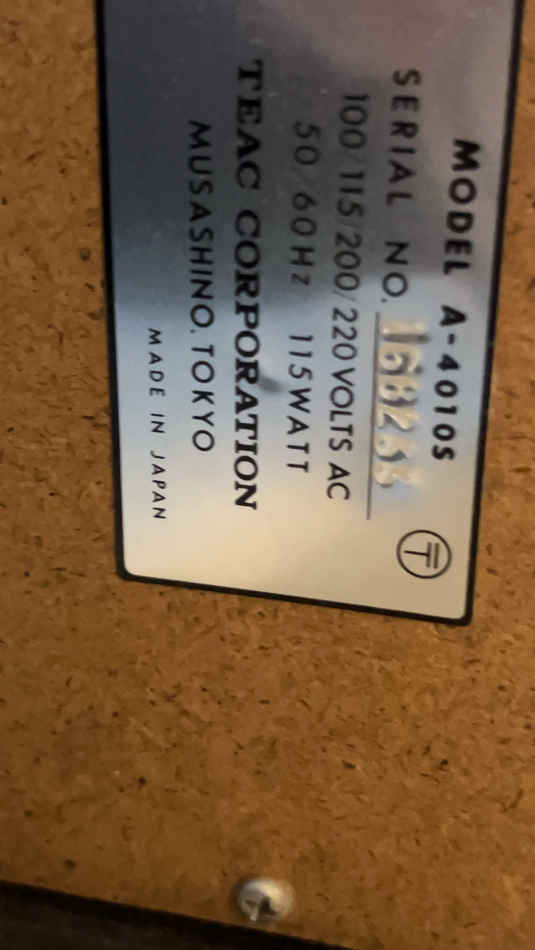 MODEL A-4010S
SERIAL NO.
100/115/200/220 VOLTS AC
50/60Hz 115WATT
TEAC CORPORATION
MUSASHINO. TOKYO
MADE IN JAPAN